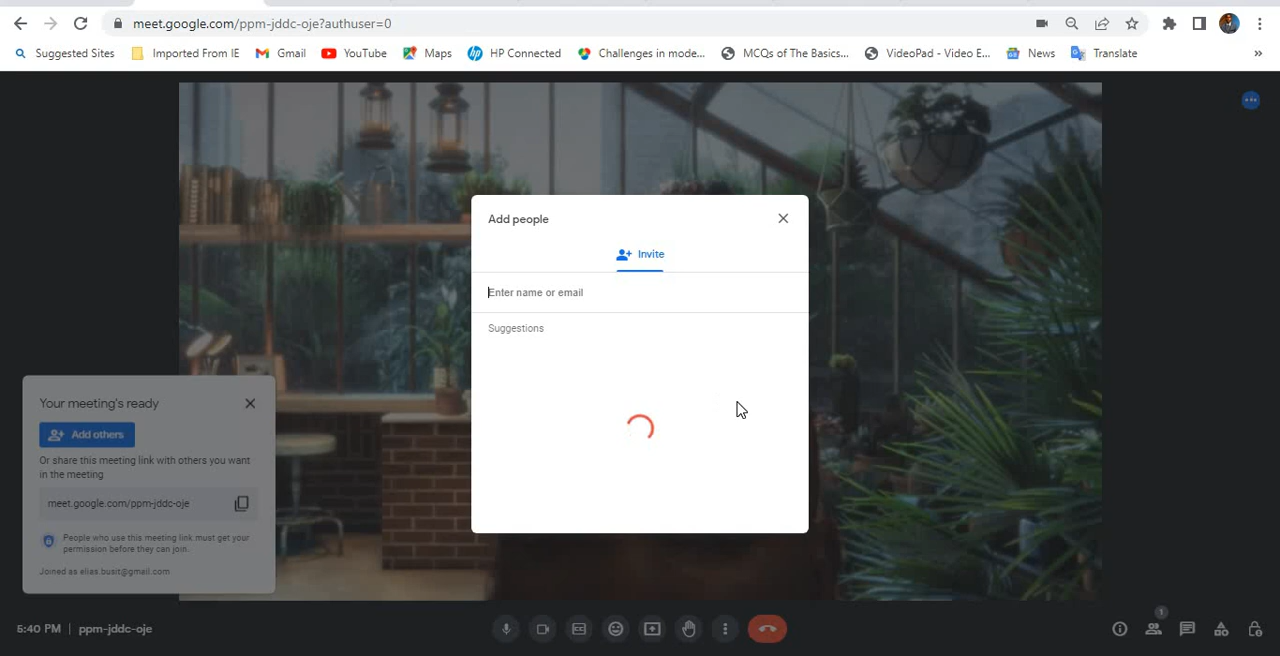 meet.google.com/ppm-jddc-oje?authuser=0
Suggested Sites
Imported From IE
Gmail
YouTube
Maps
HP Connected
Challenges in mode...
MCQs of The Basics...
VideoPad - Video E...
News
Translate
»
Add people
Invite
Enter name or email
Suggestions
Your meeting's ready
Add others
Or share this meeting link with others you want
in the meeting
meet.google.com/ppm-jddc-oje
People who use this meeting link must get your
permission before they can join.
Joined as elias.busit@gmail.com
5:40 PM | ppm-jddc-oje
1